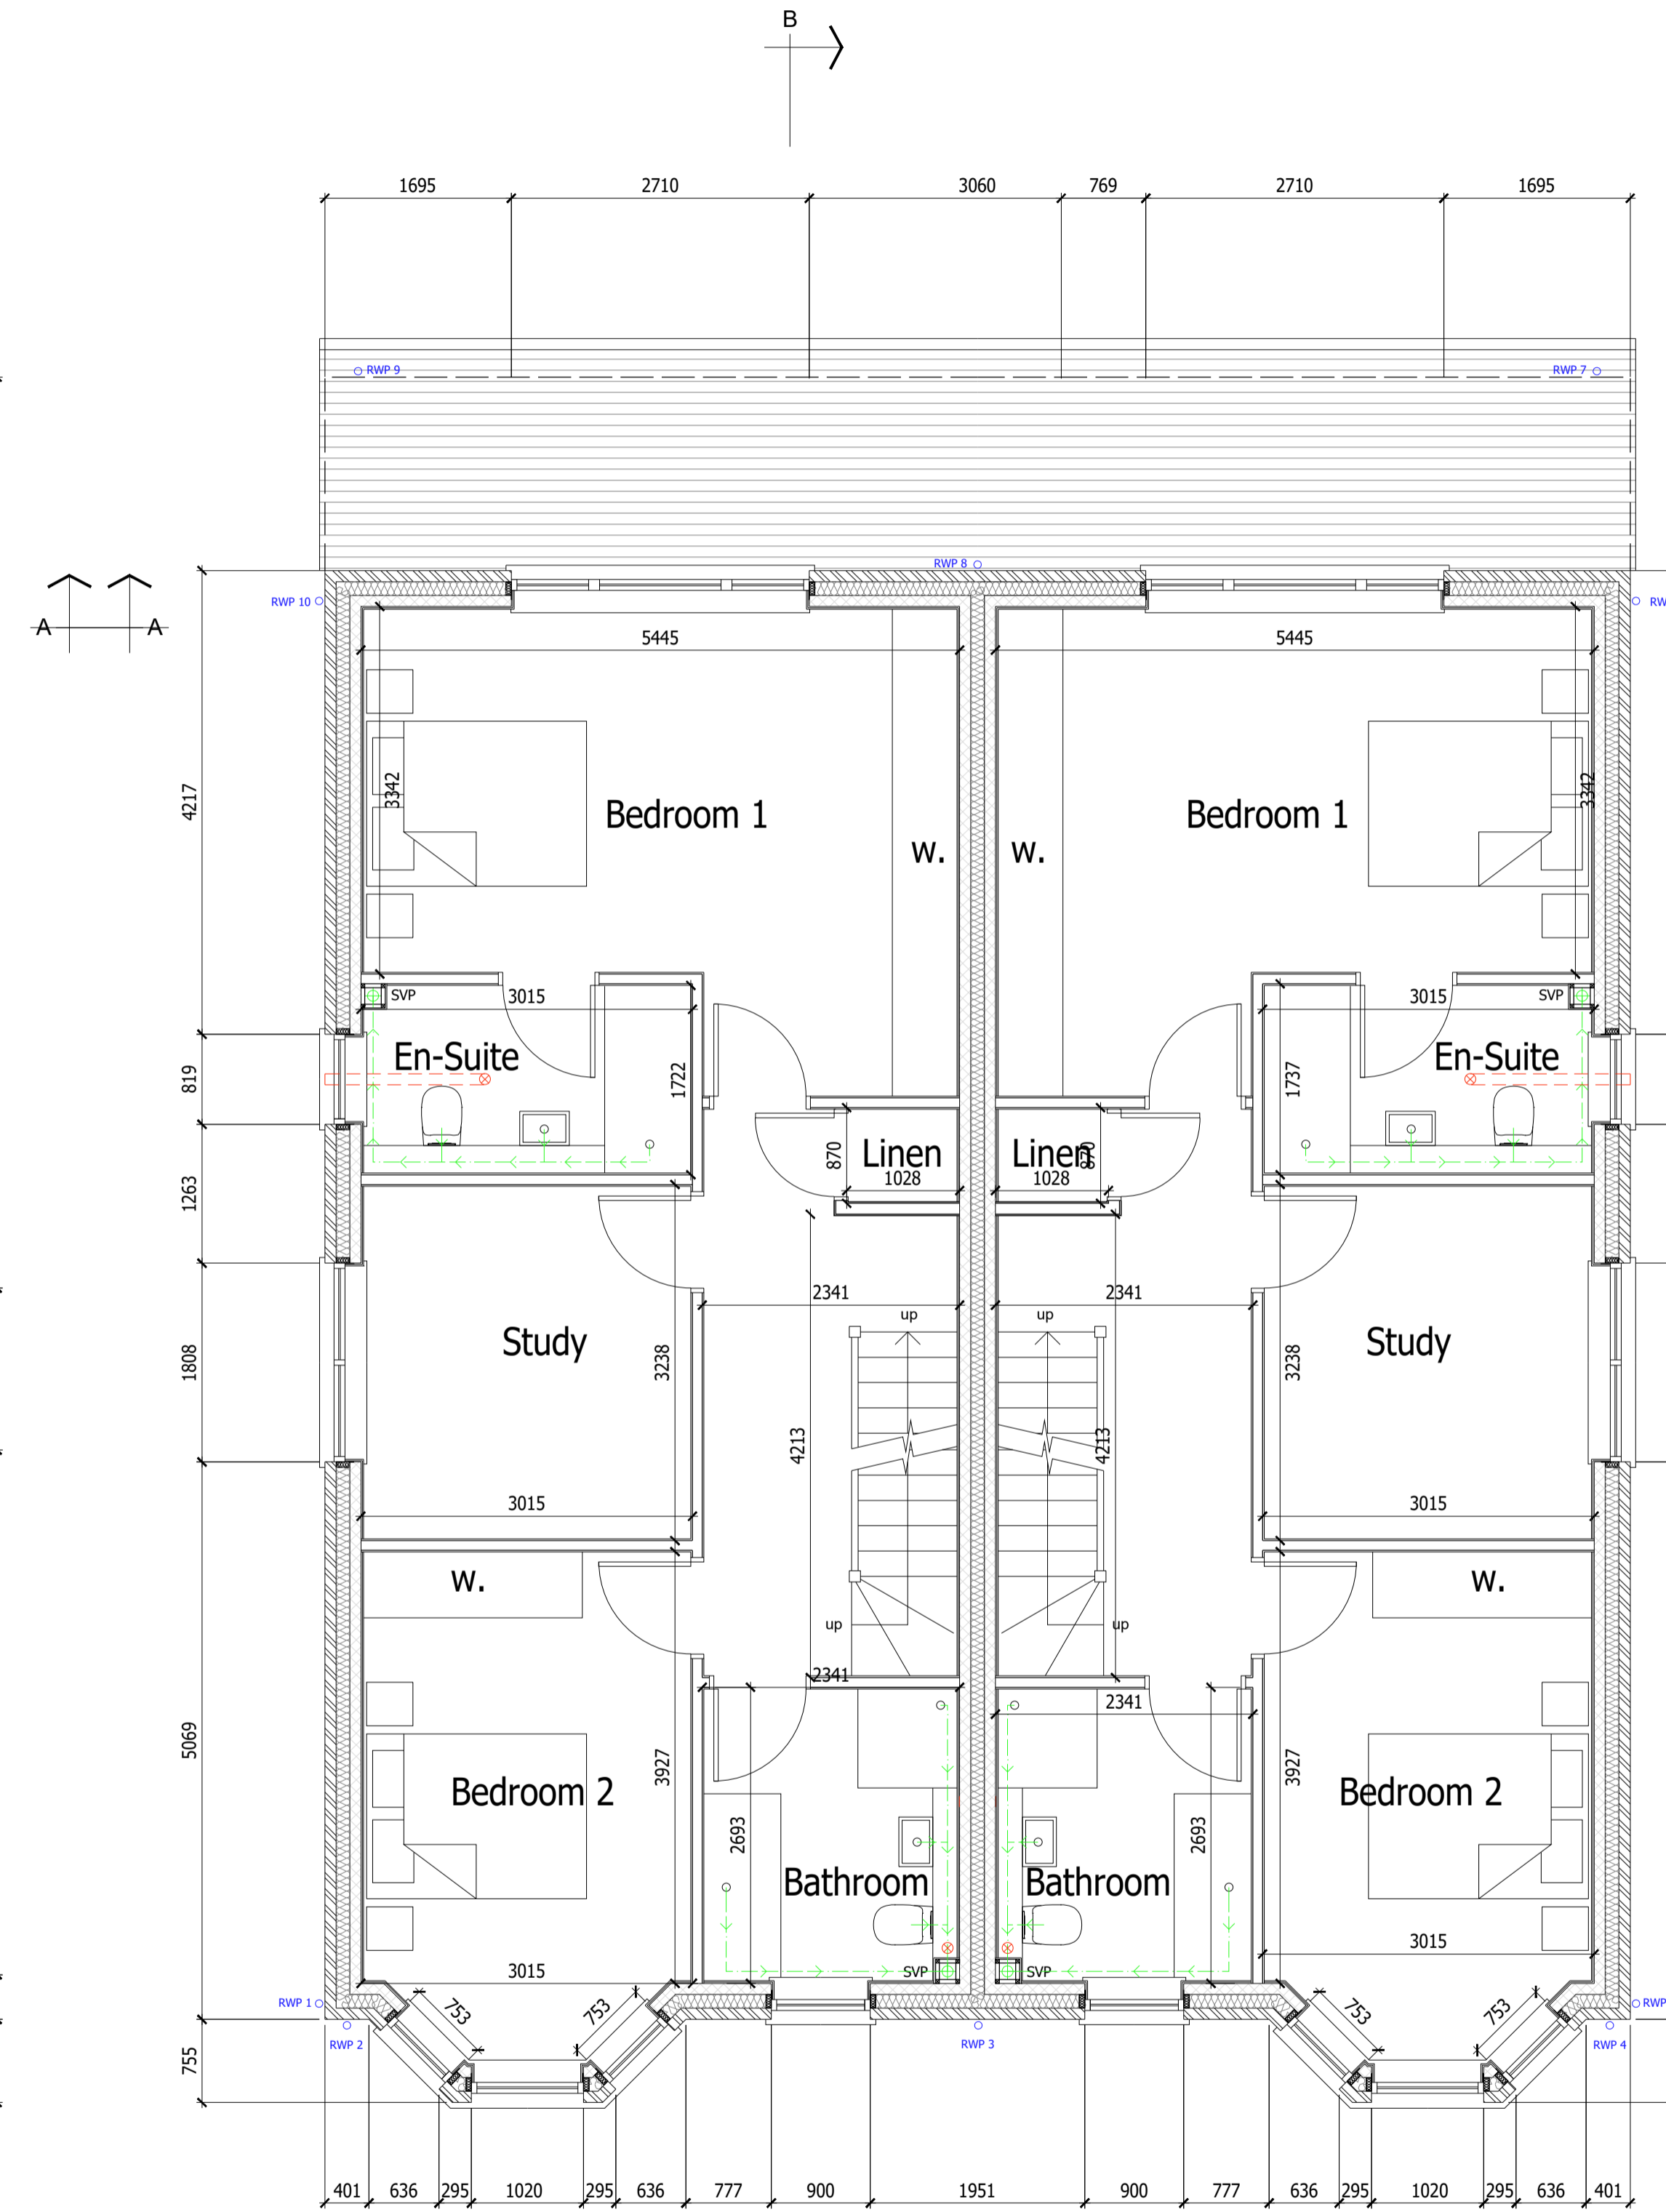 B
1695 2710 3060 769 2710 1695
RWP 9 RWP 7
RWP 8
RWP 10 RW
A A
5445 5445
4217
3342 3342
Bedroom 1 Bedroom 1
w. w.
SVP 3015 3015 SVP
En-Suite En-Suite
819 1722 1737
870 Linen Linen 870
1028 1028
1263
2341 2341
up up
Study Study
1808 3238 3238
4213 4213
3015 3015
w. w.
up up
2341
2341
5069 3927 3927
Bedroom 2 Bedroom 2
2693 2693
Bathroom Bathroom
3015
3015 SVP SVP
RWP 1 753 753 753 753 RWP
RWP 2 RWP 3 RWP 4
755
401 636 295 1020 295 636 777 900 1951 900 777 636 295 1020 295 636 401